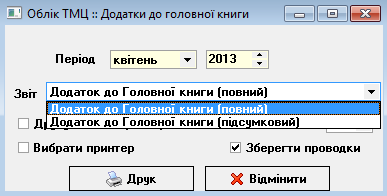 Облік ТМЦ :: Додатки до головної книги
Період квітень 2013
Звіт Додаток до Головної книги (повний)
Додаток до Головної книги (повний)
Додаток до Головної книги (підсумковий)
Вибрати принтер Зберегти проводки
Друк Відмінити